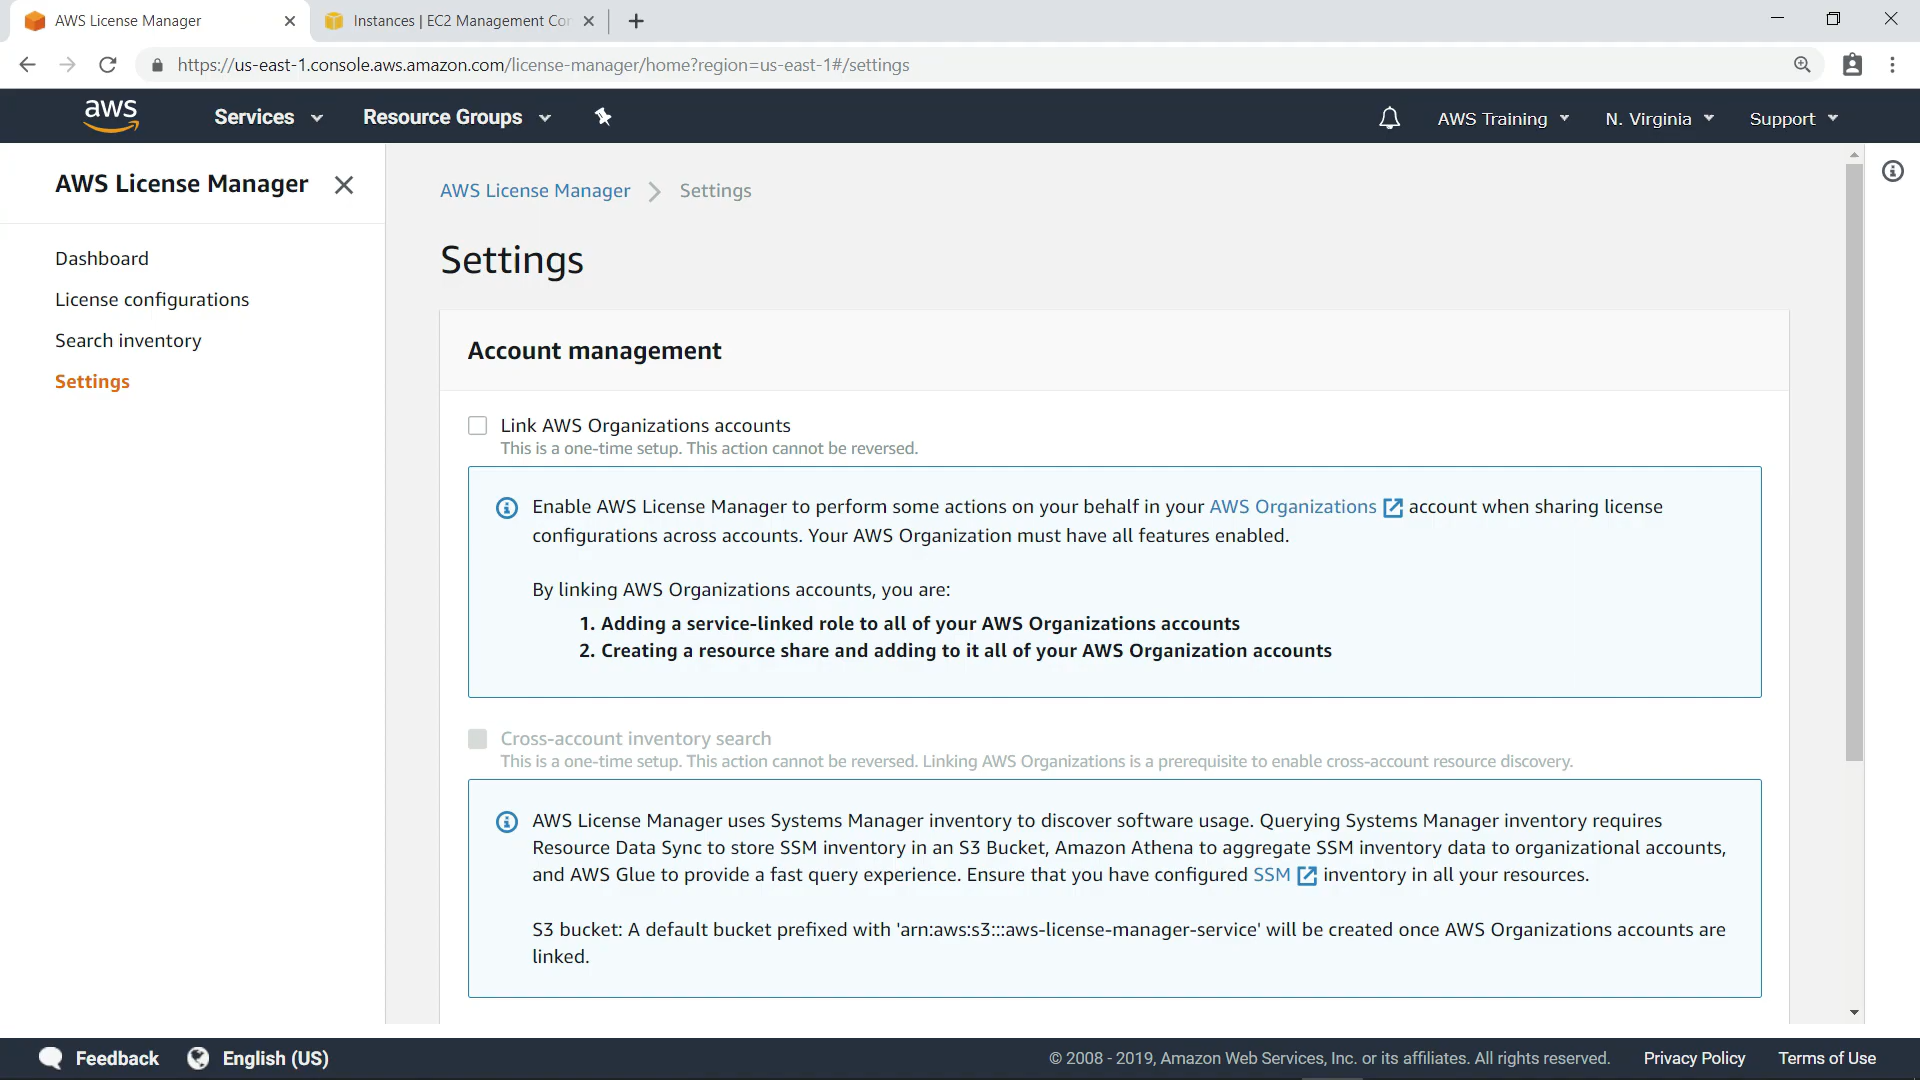 AWS License Manager
Instances | EC2 Management Co
https://us-east-1.console.aws.amazon.com/license-manager/home?region=us-east-1#/settings
aws
Services
Resource Groups
AWS Training
N. Virginia
Support
AWS License Manager
Dashboard
License configurations
Search inventory
Settings
AWS License Manager > Settings
Settings
Account management
Link AWS Organizations accounts
This is a one-time setup. This action cannot be reversed.
Enable AWS License Manager to perform some actions on your behalf in your AWS Organizations account when sharing license
configurations across accounts. Your AWS Organization must have all features enabled.
By linking AWS Organizations accounts, you are:
1. Adding a service-linked role to all of your AWS Organizations accounts
2. Creating a resource share and adding to it all of your AWS Organization accounts
Cross-account inventory search
This is a one-time setup. This action cannot be reversed. Linking AWS Organizations is a prerequisite to enable cross-account resource discovery.
AWS License Manager uses Systems Manager inventory to discover software usage. Querying Systems Manager inventory requires
Resource Data Sync to store SSM inventory in an S3 Bucket, Amazon Athena to aggregate SSM inventory data to organizational accounts,
and AWS Glue to provide a fast query experience. Ensure that you have configured SSM inventory in all your resources.
S3 bucket: A default bucket prefixed with 'arn:aws:s3:::aws-license-manager-service' will be created once AWS Organizations accounts are
linked.
Feedback
English (US)
© 2008 - 2019, Amazon Web Services, Inc. or its affiliates. All rights reserved.
Privacy Policy
Terms of Use